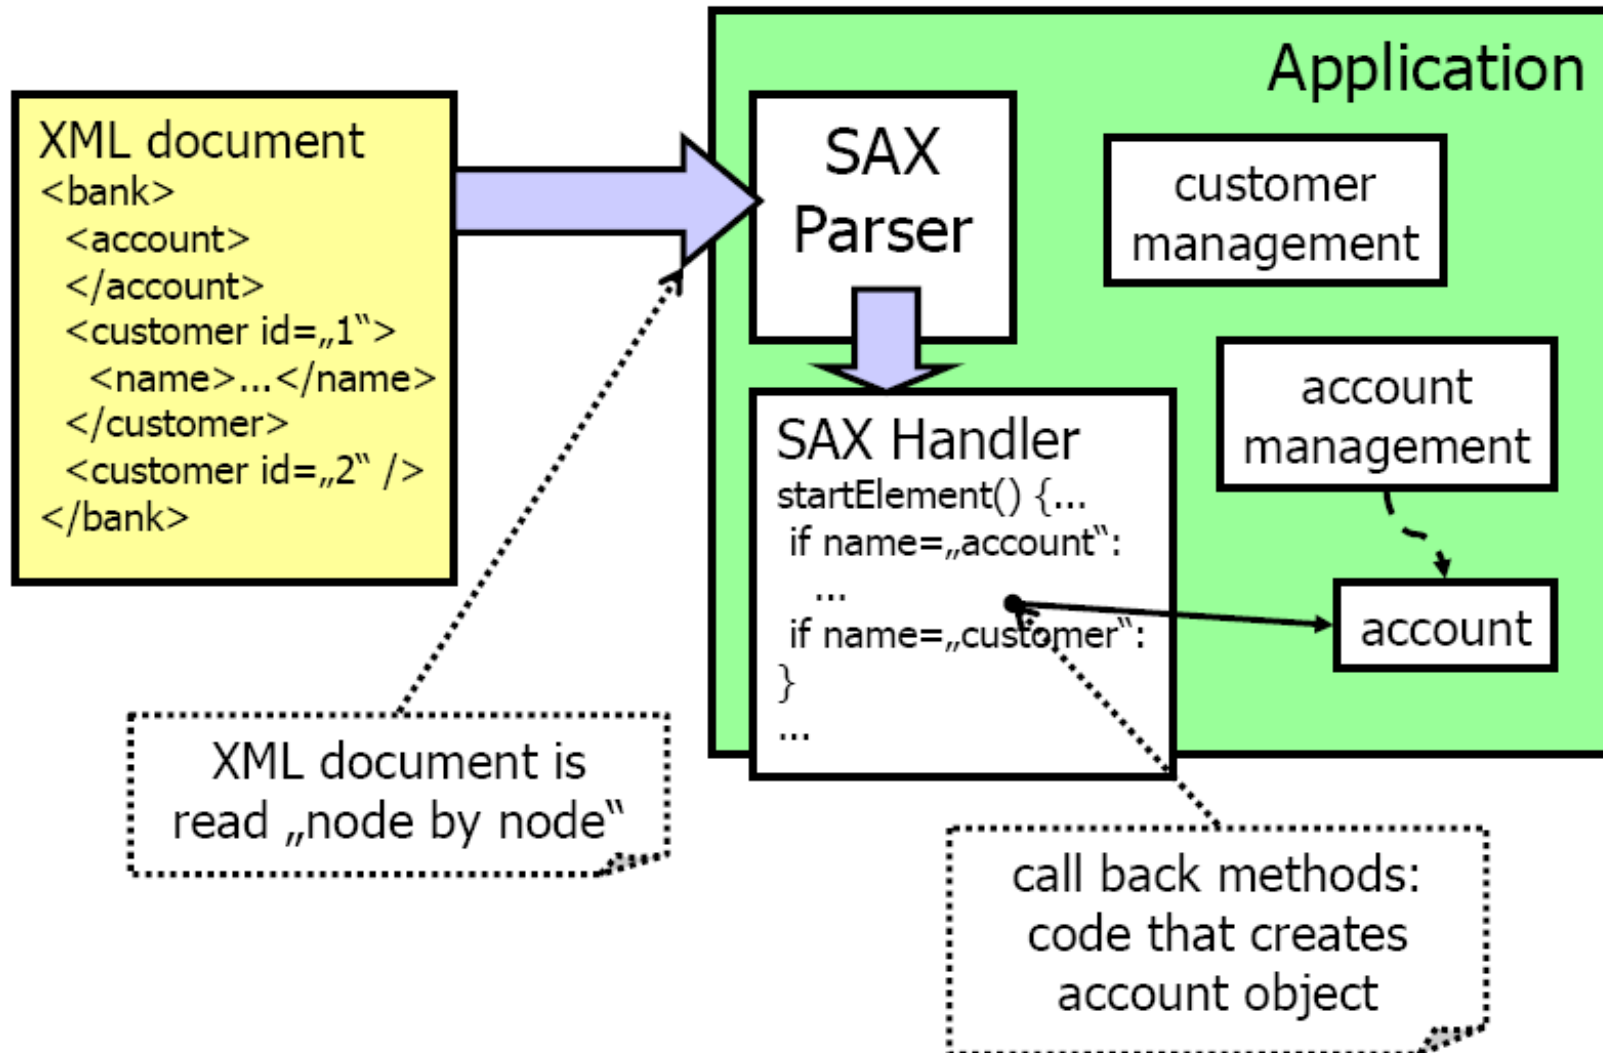 XML document
<bank>
<account>
</account>
<customer id=„1“>
<name>...</name>
</customer>
<customer id=„2“ />
</bank>
Application
SAX
Parser
customer
management
account
management
SAX Handler
startElement() {...
if name=„account“:
...
if name=„customer“:
}
...
account
XML document is
read „node by node“
call back methods:
code that creates
account object